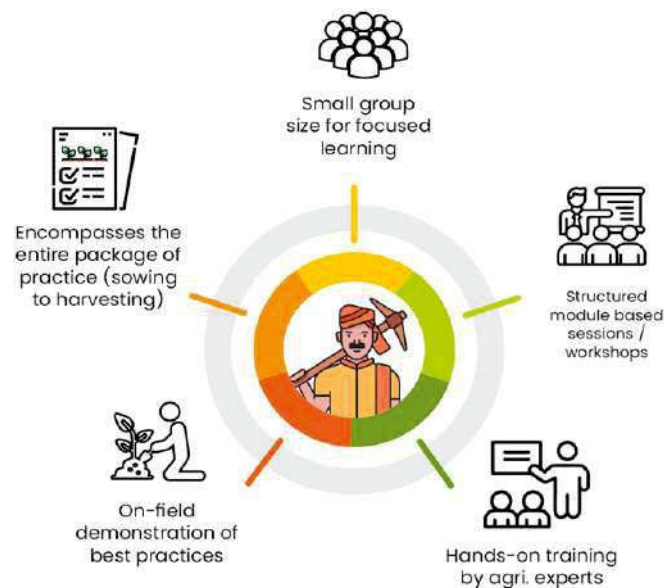 Small group
size for focused
learning
Encompasses the
entire package of
practice (sowing
to harvesting)
Structured
module based
sessions /
workshops
On-field
demonstration of
best practices
Hands-on training
by agri. experts